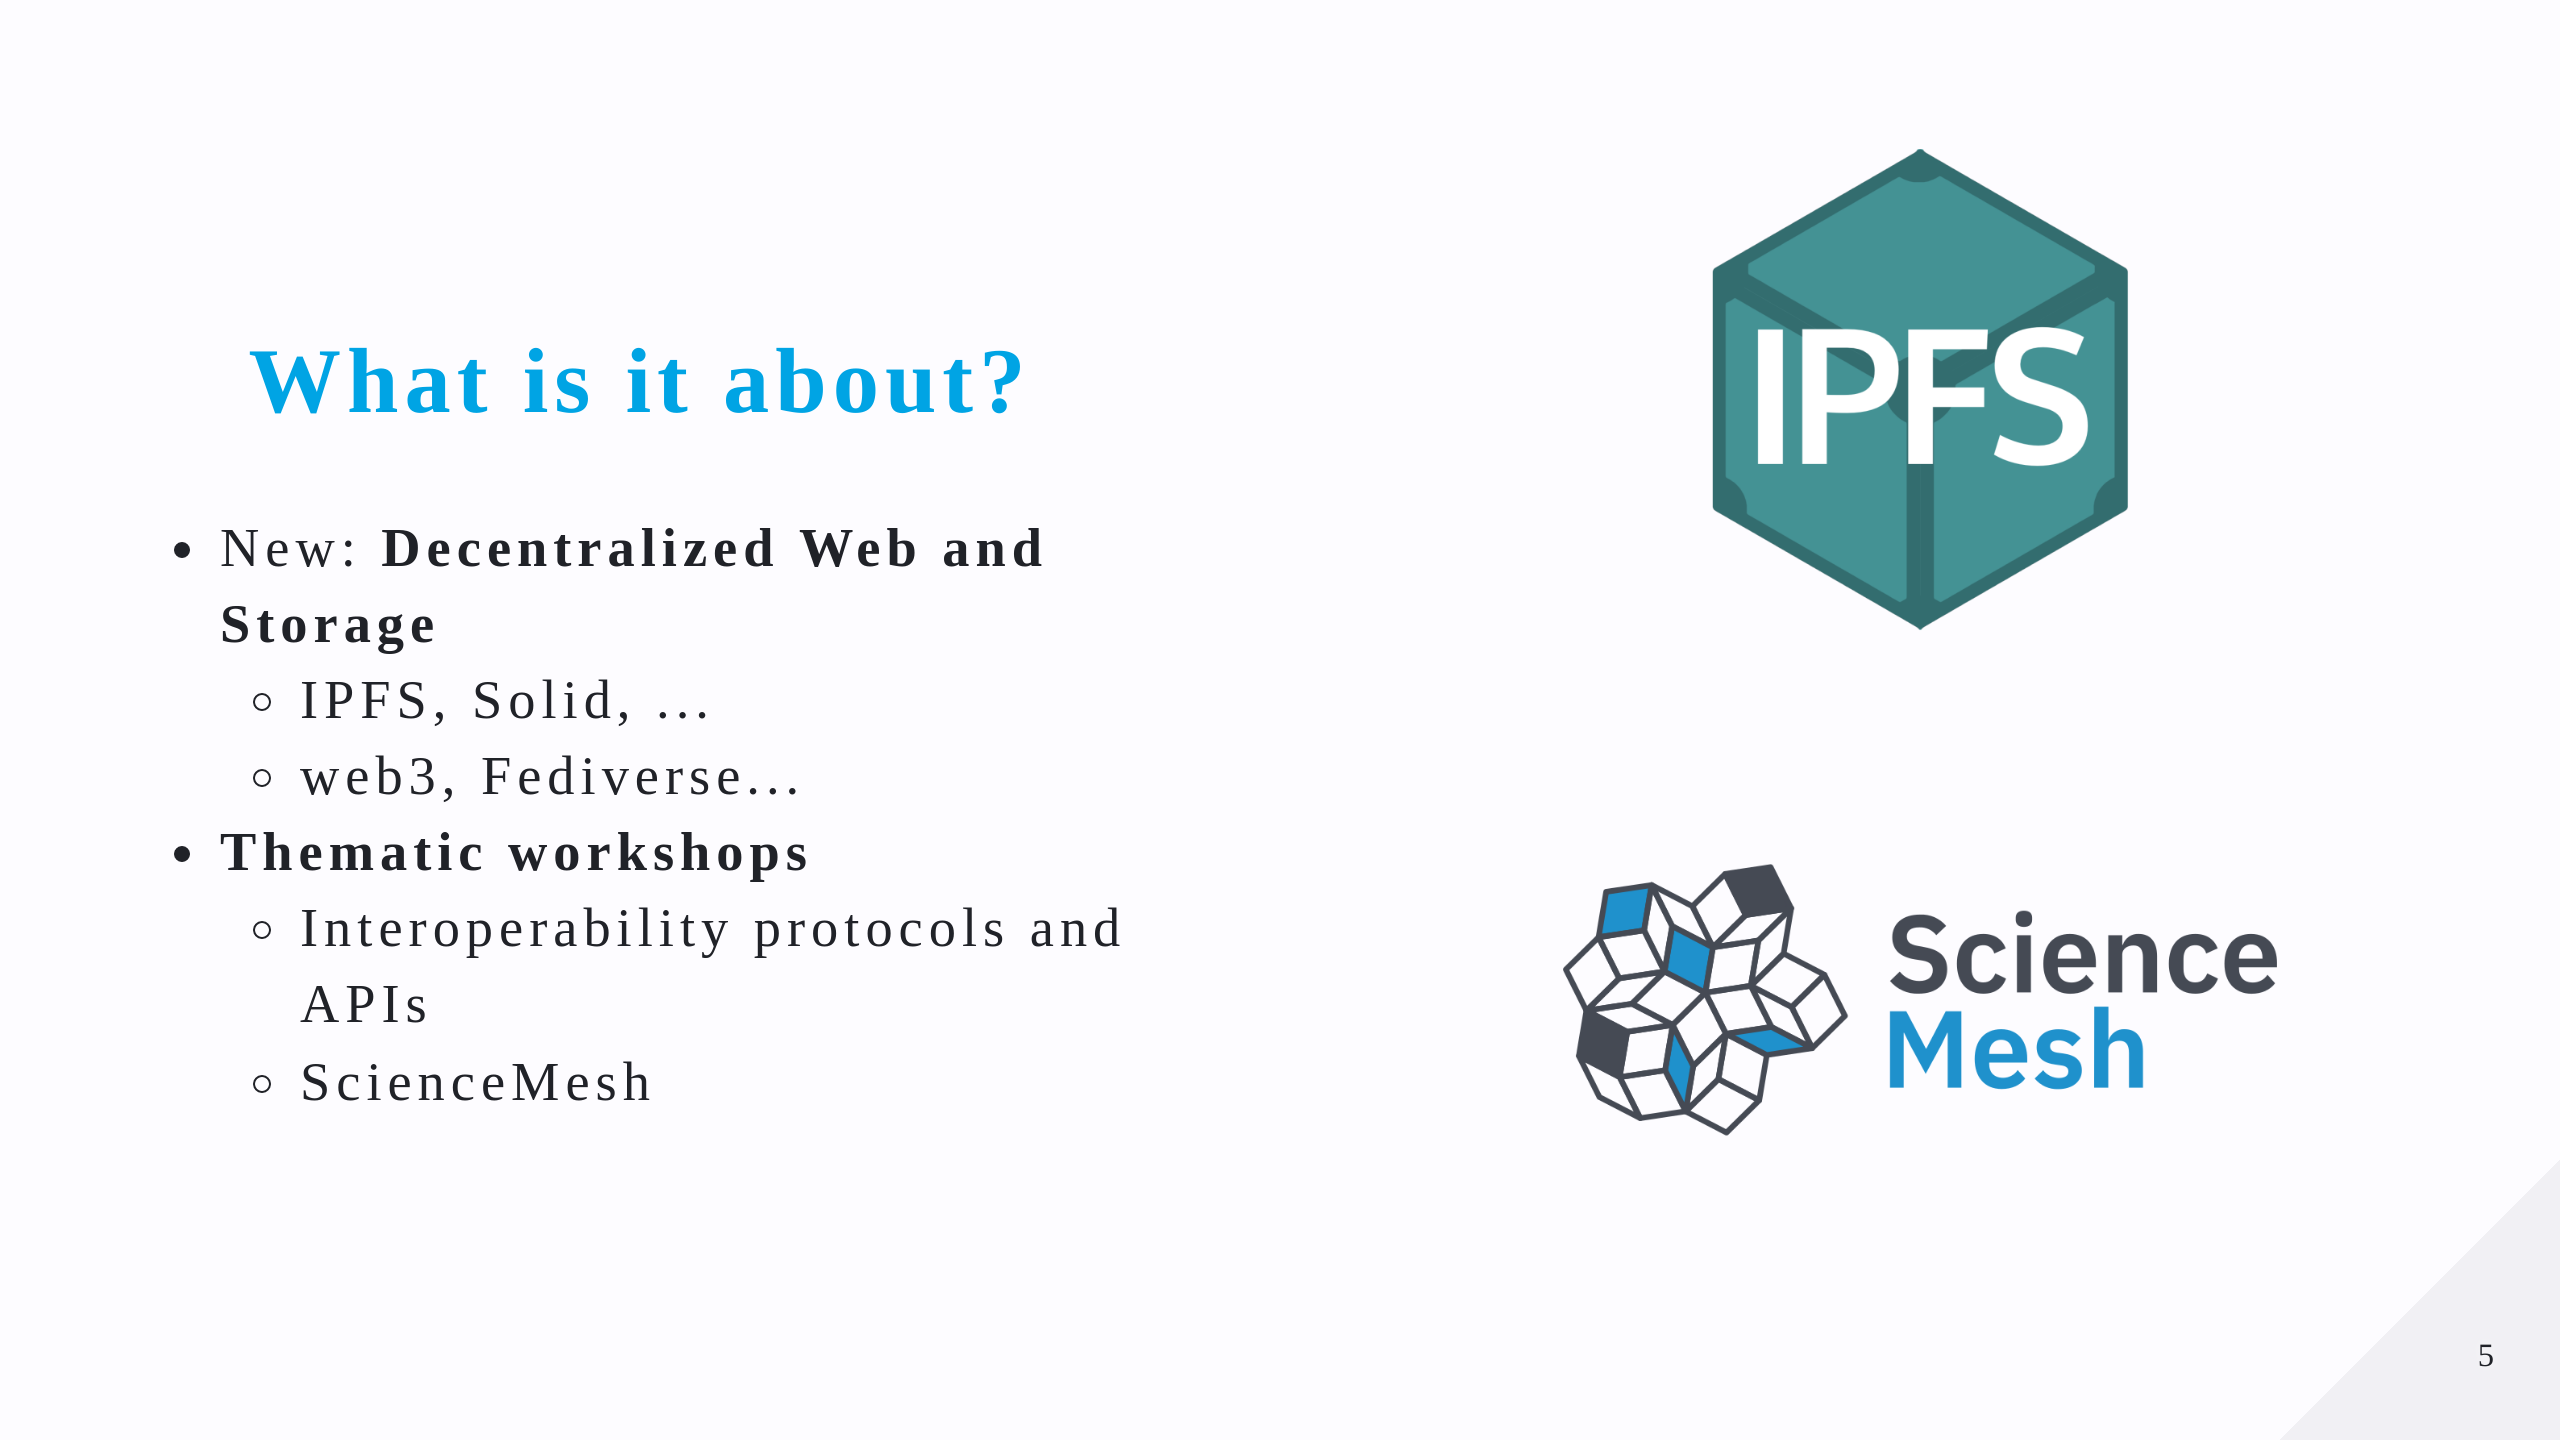 What is it about?
New: Decentralized Web and
Storage
IPFS, Solid, ...
web3, Fediverse...
Thematic workshops
Interoperability protocols and
APIs
ScienceMesh
IPFS
Science
Mesh
5